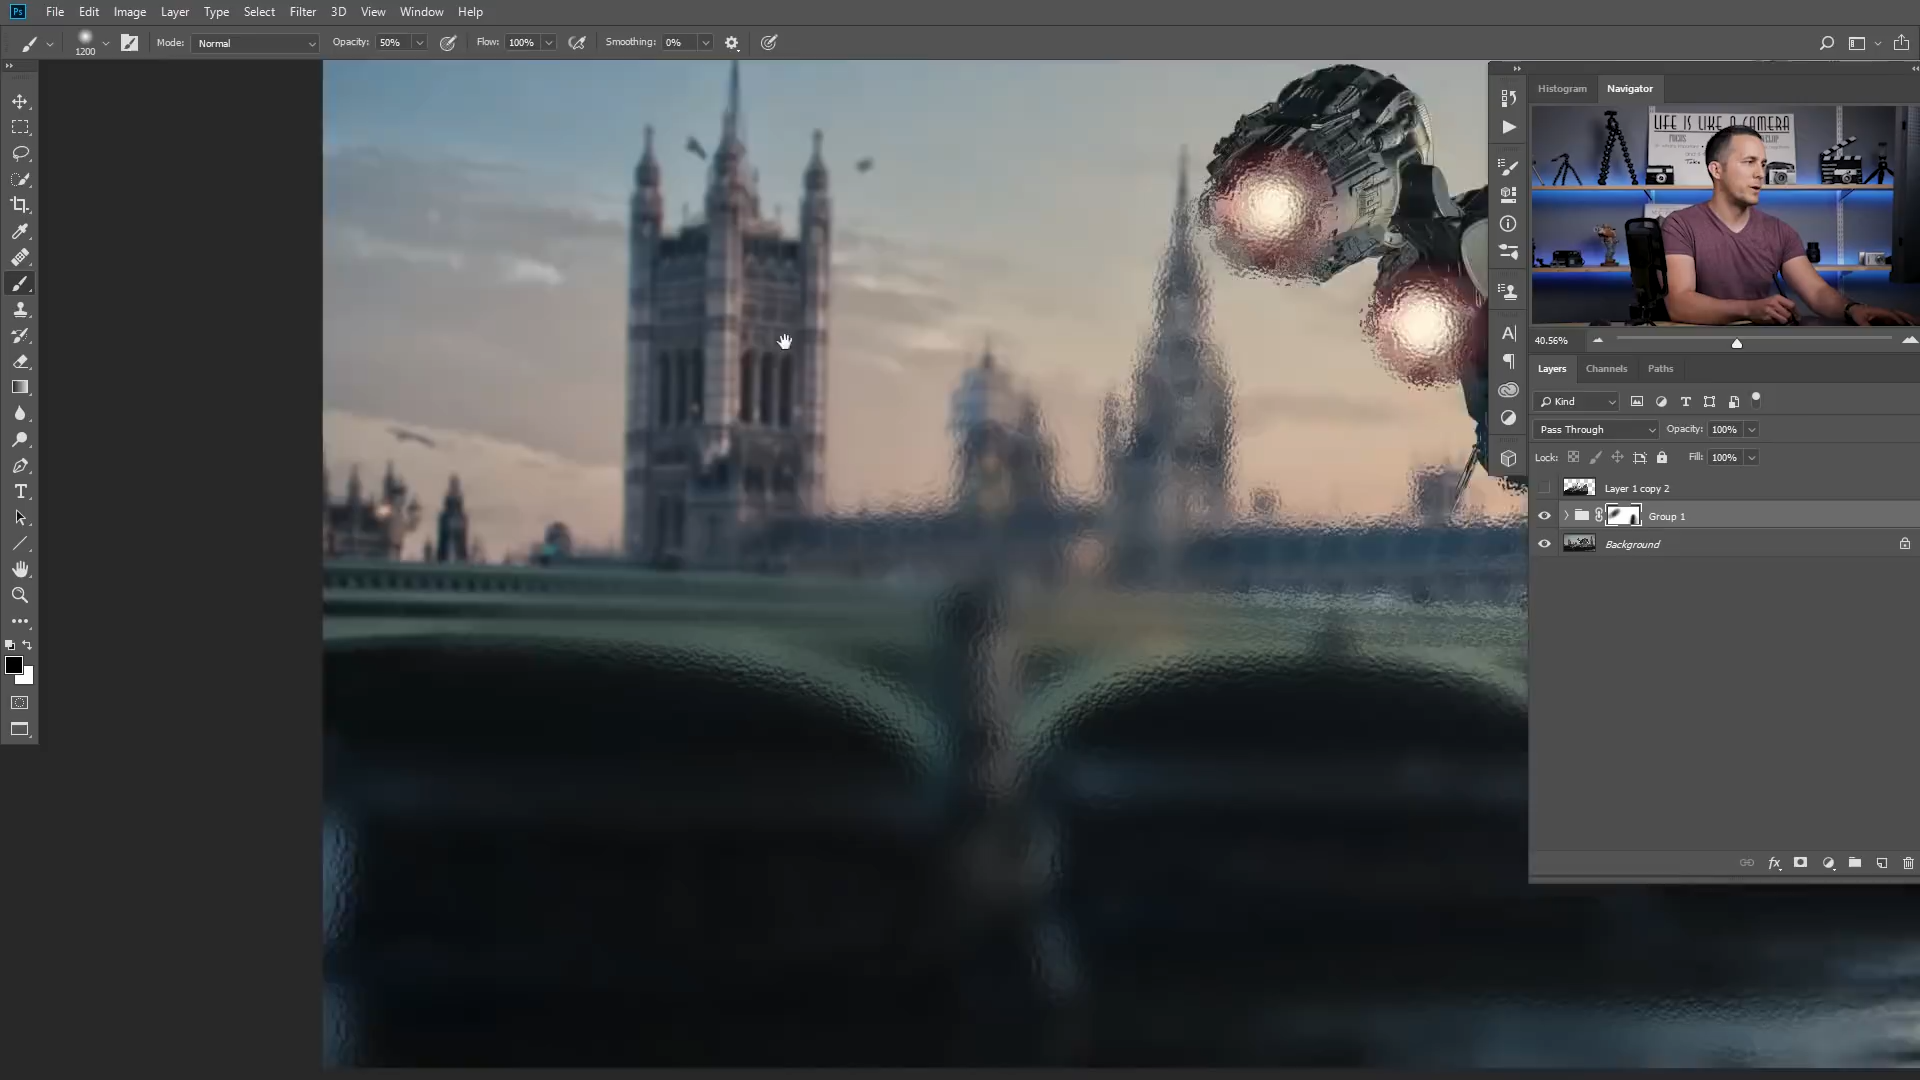 Ps File Edit Image Layer Type Select Filter 3D View Window Help
1200 Mode: Normal Opacity: 50% Flow: 100% Smoothing: 0%
Histogram Navigator
LIFE IS LIKE A CAMERA
40.56%
Layers Channels Paths
Kind
Pass Through Opacity: 100%
Lock: Fill: 100%
Layer 1 copy 2
Group 1
Background